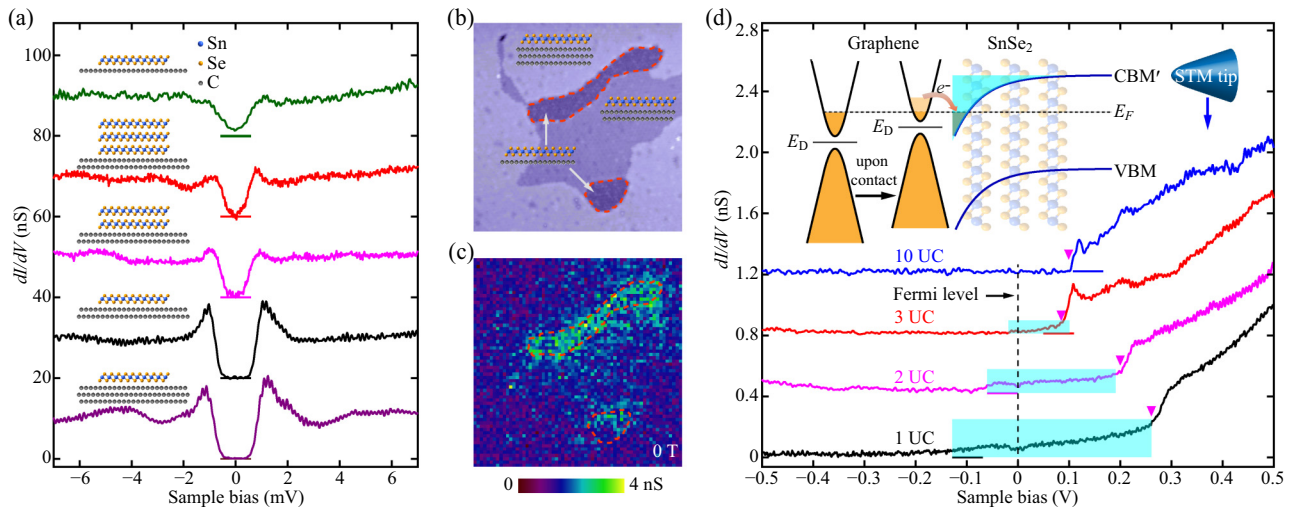 (a)
Sn
Se
C
100
80
60
40
20
0
dI/dV (nS)
−6 −4 −2 0 2 4 6
Sample bias (mV)
(b)
(c)
0 T
0 4 nS
(d)
Graphene SnSe₂
CBM′
STM tip
e-
E_F
E_D
E_D
upon
contact
VBM
2.8
2.4
2.0
1.6
1.2
0.8
0.4
0
dI/dV (nS)
10 UC
Fermi level
3 UC
2 UC
1 UC
−0.5 −0.4 −0.3 −0.2 −0.1 0 0.1 0.2 0.3 0.4 0.5
Sample bias (V)